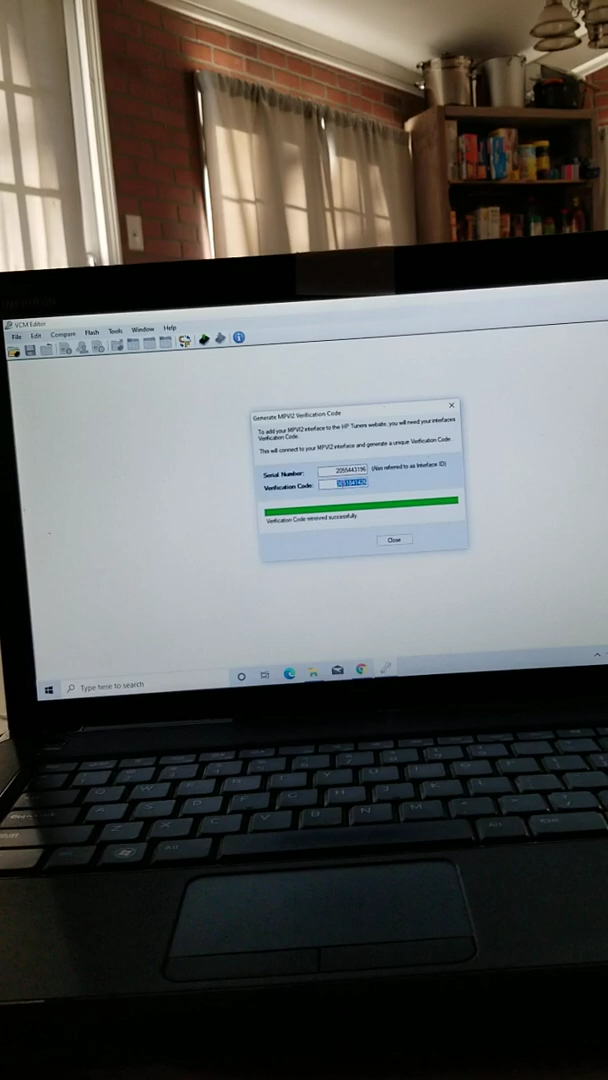 VCM Editor
File Edit Compare Flash Tools Window Help
Generate MPVI2 Verification Code
To add your MPVI2 interface to the HP Tuners website, you will need your interfaces
Verification Code.
This will connect to your MPVI2 interface and generate a unique Verification Code.
Serial Number: 2055443196 (Also referred to as Interface ID)
Verification Code:
Verification Code retrieved successfully.
Close
Type here to search
Q W
A S D F G H J K L
Z X C V B N M
Alt Alt